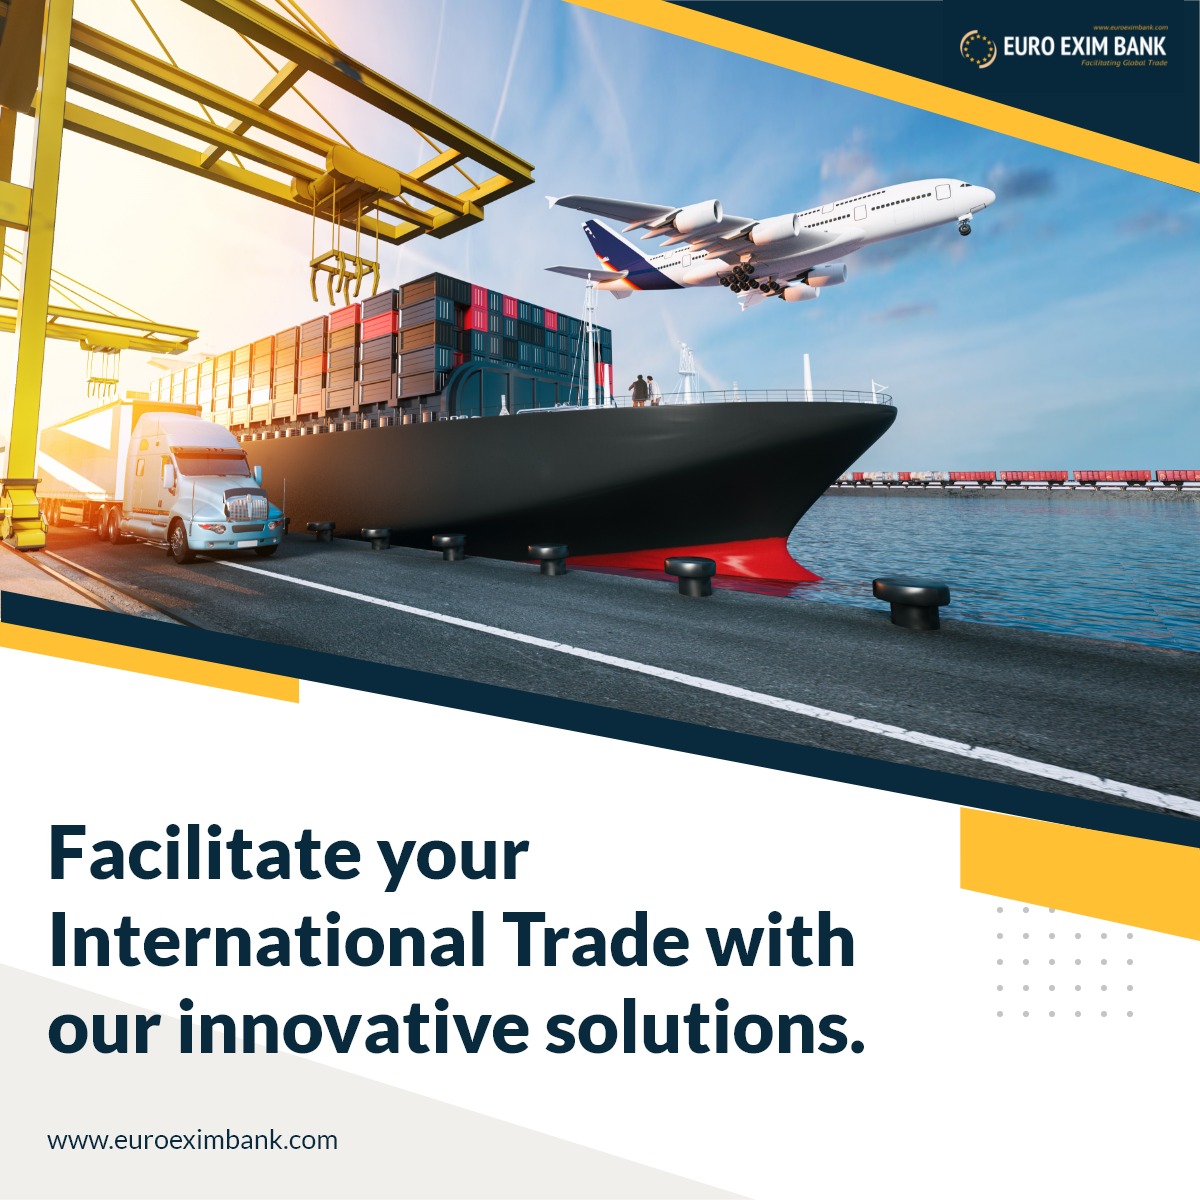 www.euroeximbank.com
EURO EXIM BANK
Facilitating Global Trade
Facilitate your
International Trade with
our innovative solutions.
www.euroeximbank.com